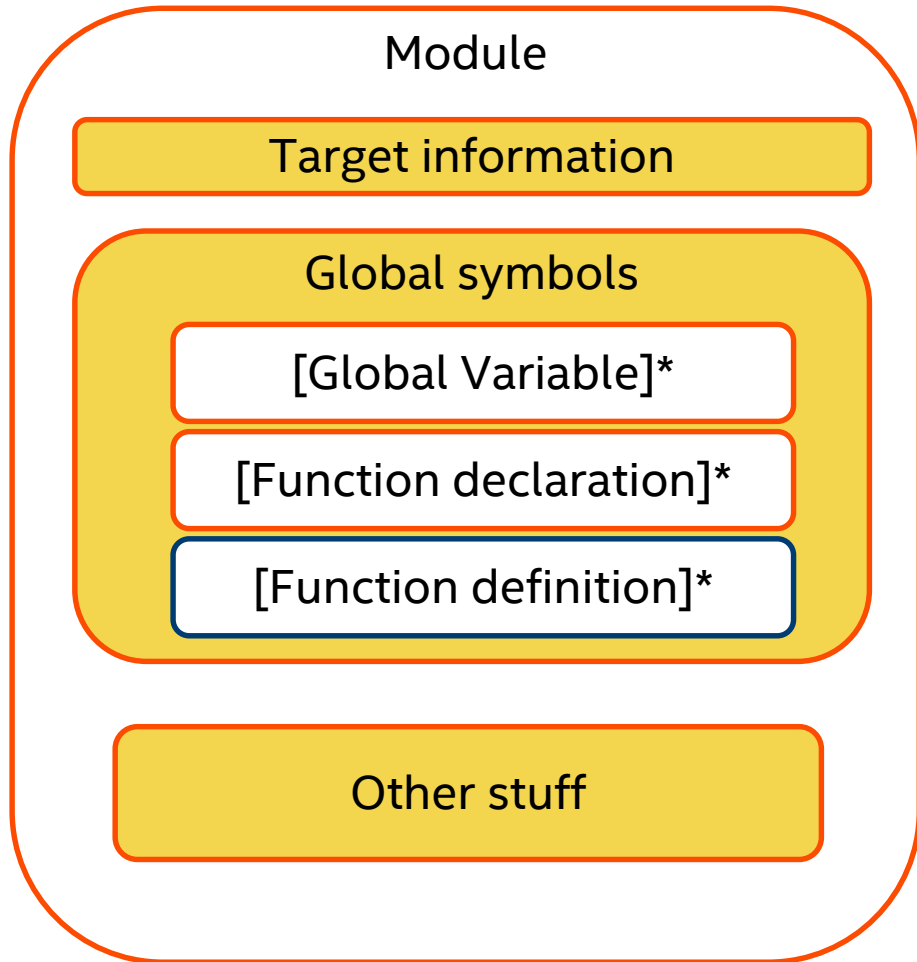 Module
Target information
Global symbols
[Global Variable]*
[Function declaration]*
[Function definition]*
Other stuff